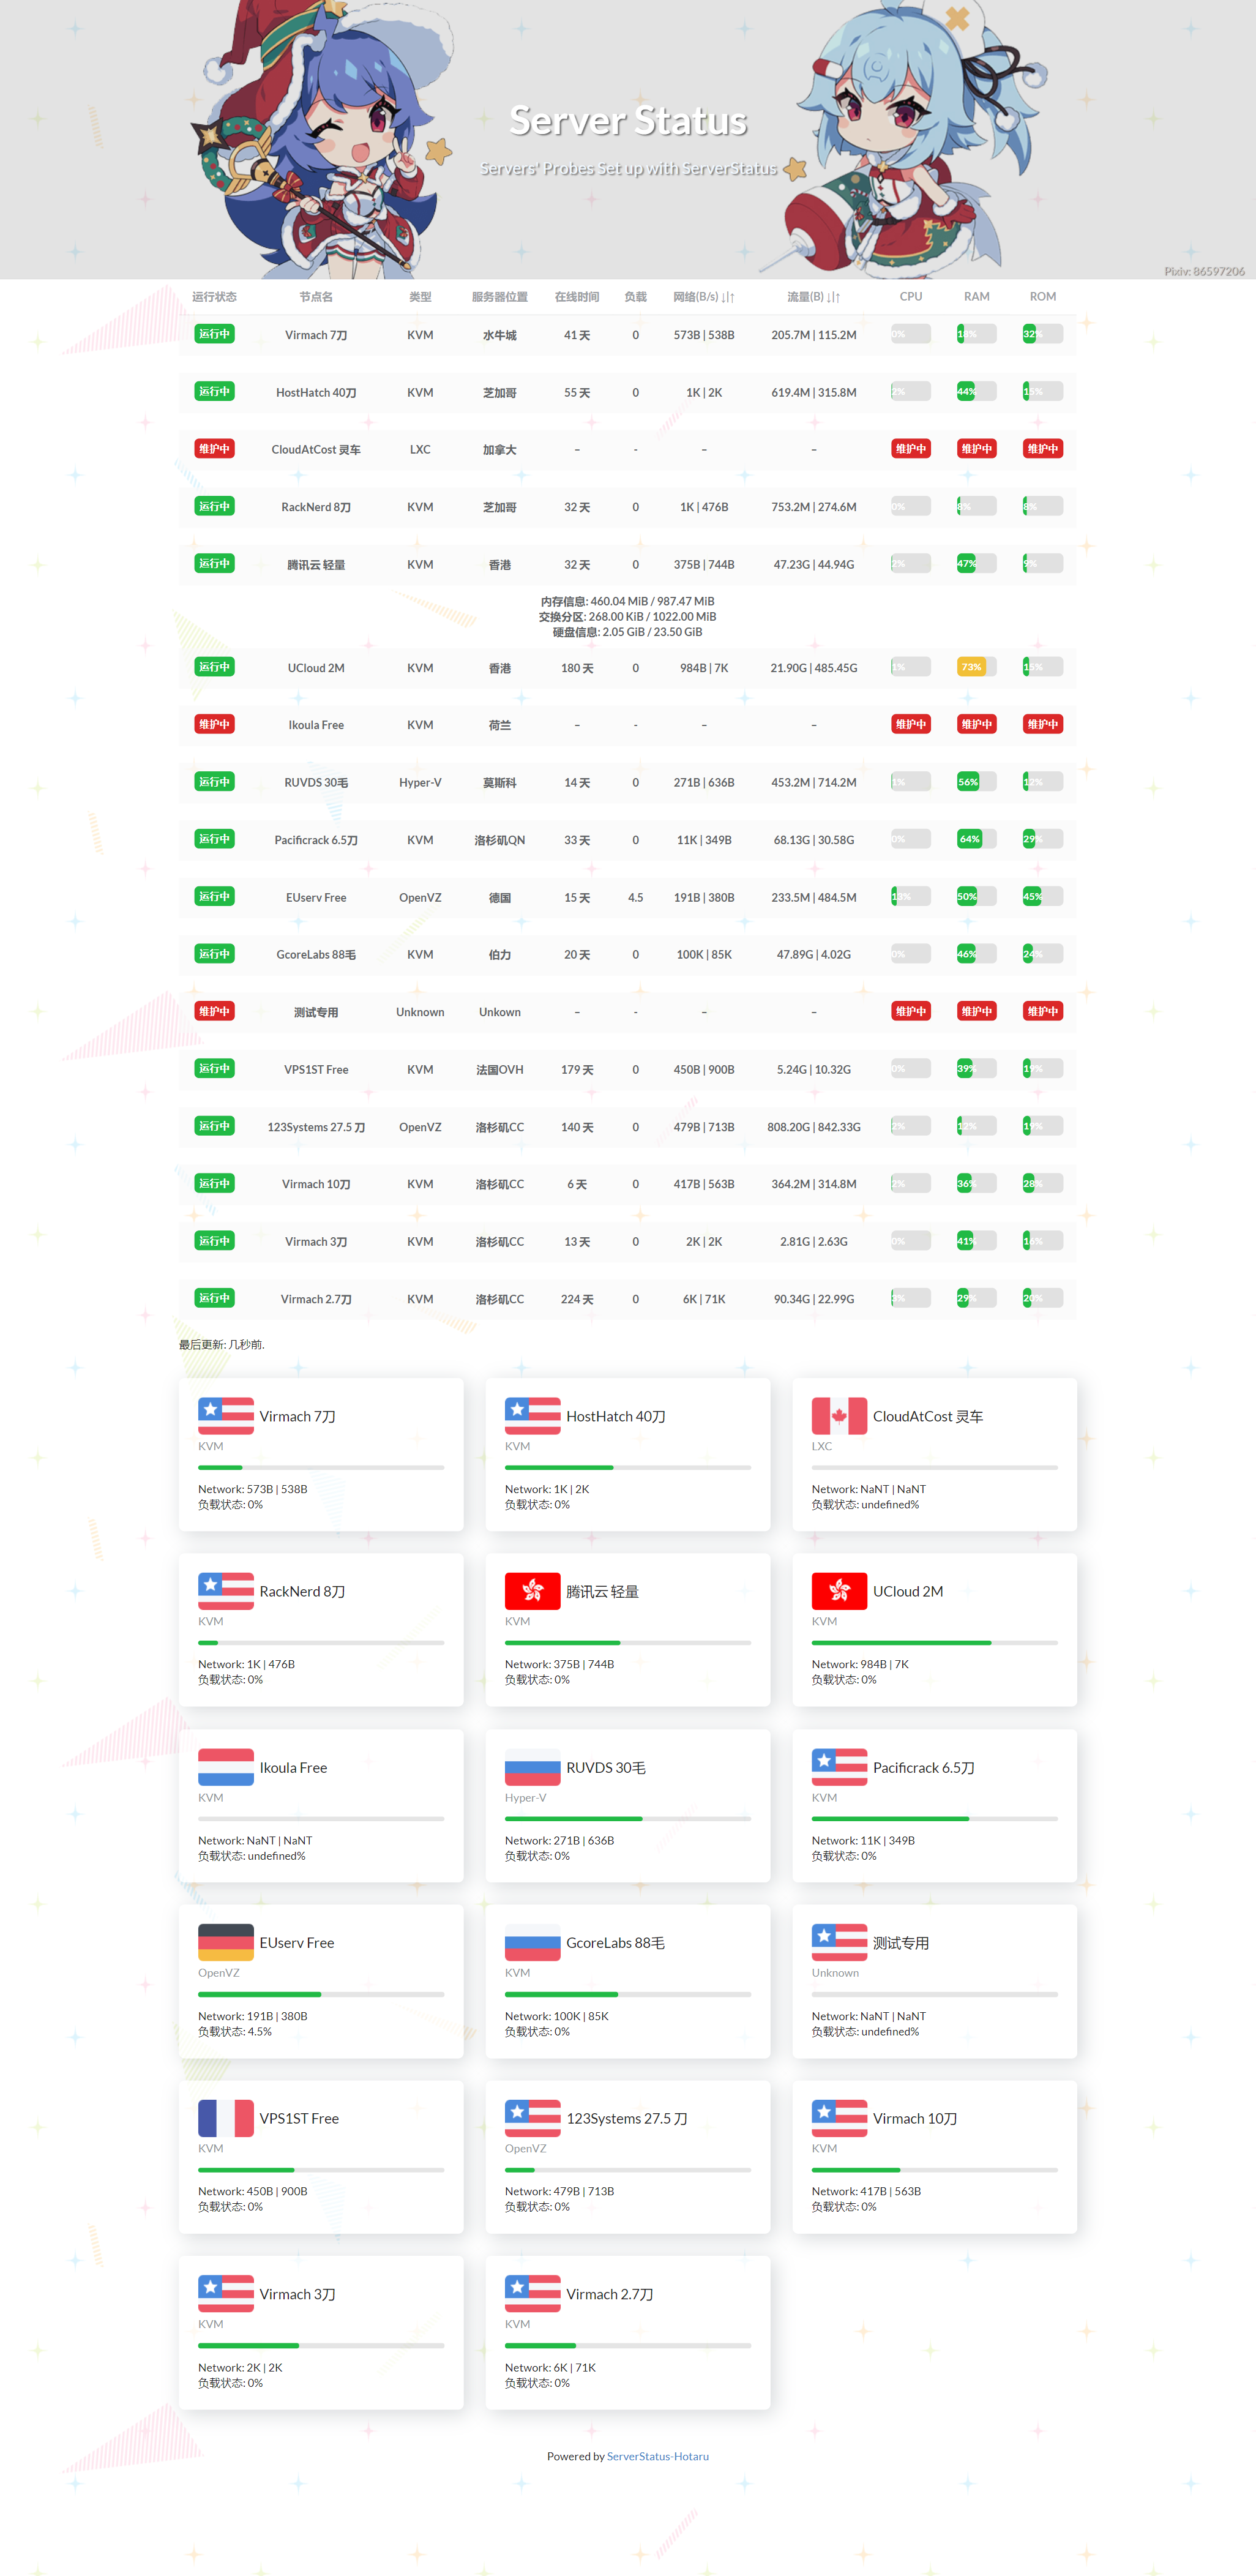 Server Status
Servers' Probes Set up with ServerStatus
Pixiv: 86597206
运行状态 节点名 类型 服务器位置 在线时间 负载 网络(B/s) ↓|↑ 流量(B) ↓|↑ CPU RAM ROM
运行中 Virmach 7刀 KVM 水牛城 41 天 0 573B | 538B 205.7M | 115.2M 0% 18% 32%
运行中 HostHatch 40刀 KVM 芝加哥 55 天 0 1K | 2K 619.4M | 315.8M 2% 44% 15%
维护中 CloudAtCost 灵车 LXC 加拿大 – - – – 维护中 维护中 维护中
运行中 RackNerd 8刀 KVM 芝加哥 32 天 0 1K | 476B 753.2M | 274.6M 0% 8% 8%
运行中 腾讯云 轻量 KVM 香港 32 天 0 375B | 744B 47.23G | 44.94G 2% 47% 9%
内存信息: 460.04 MiB / 987.47 MiB
交换分区: 268.00 KiB / 1022.00 MiB
硬盘信息: 2.05 GiB / 23.50 GiB
运行中 UCloud 2M KVM 香港 180 天 0 984B | 7K 21.90G | 485.45G 1% 73% 15%
维护中 Ikoula Free KVM 荷兰 – - – – 维护中 维护中 维护中
运行中 RUVDS 30毛 Hyper-V 莫斯科 14 天 0 271B | 636B 453.2M | 714.2M 1% 56% 12%
运行中 Pacificrack 6.5刀 KVM 洛杉矶QN 33 天 0 11K | 349B 68.13G | 30.58G 0% 64% 29%
运行中 EUserv Free OpenVZ 德国 15 天 4.5 191B | 380B 233.5M | 484.5M 13% 50% 45%
运行中 GcoreLabs 88毛 KVM 伯力 20 天 0 100K | 85K 47.89G | 4.02G 0% 46% 24%
维护中 测试专用 Unknown Unkown – - – – 维护中 维护中 维护中
运行中 VPS1ST Free KVM 法国OVH 179 天 0 450B | 900B 5.24G | 10.32G 0% 39% 19%
运行中 123Systems 27.5 刀 OpenVZ 洛杉矶CC 140 天 0 479B | 713B 808.20G | 842.33G 2% 12% 19%
运行中 Virmach 10刀 KVM 洛杉矶CC 6 天 0 417B | 563B 364.2M | 314.8M 2% 36% 28%
运行中 Virmach 3刀 KVM 洛杉矶CC 13 天 0 2K | 2K 2.81G | 2.63G 0% 41% 16%
运行中 Virmach 2.7刀 KVM 洛杉矶CC 224 天 0 6K | 71K 90.34G | 22.99G 3% 29% 20%
最后更新: 几秒前.
Virmach 7刀
KVM
Network: 573B | 538B
负载状态: 0%
HostHatch 40刀
KVM
Network: 1K | 2K
负载状态: 0%
CloudAtCost 灵车
LXC
Network: NaNT | NaNT
负载状态: undefined%
RackNerd 8刀
KVM
Network: 1K | 476B
负载状态: 0%
腾讯云 轻量
KVM
Network: 375B | 744B
负载状态: 0%
UCloud 2M
KVM
Network: 984B | 7K
负载状态: 0%
Ikoula Free
KVM
Network: NaNT | NaNT
负载状态: undefined%
RUVDS 30毛
Hyper-V
Network: 271B | 636B
负载状态: 0%
Pacificrack 6.5刀
KVM
Network: 11K | 349B
负载状态: 0%
EUserv Free
OpenVZ
Network: 191B | 380B
负载状态: 4.5%
GcoreLabs 88毛
KVM
Network: 100K | 85K
负载状态: 0%
测试专用
Unknown
Network: NaNT | NaNT
负载状态: undefined%
VPS1ST Free
KVM
Network: 450B | 900B
负载状态: 0%
123Systems 27.5 刀
OpenVZ
Network: 479B | 713B
负载状态: 0%
Virmach 10刀
KVM
Network: 417B | 563B
负载状态: 0%
Virmach 3刀
KVM
Network: 2K | 2K
负载状态: 0%
Virmach 2.7刀
KVM
Network: 6K | 71K
负载状态: 0%
Powered by ServerStatus-Hotaru